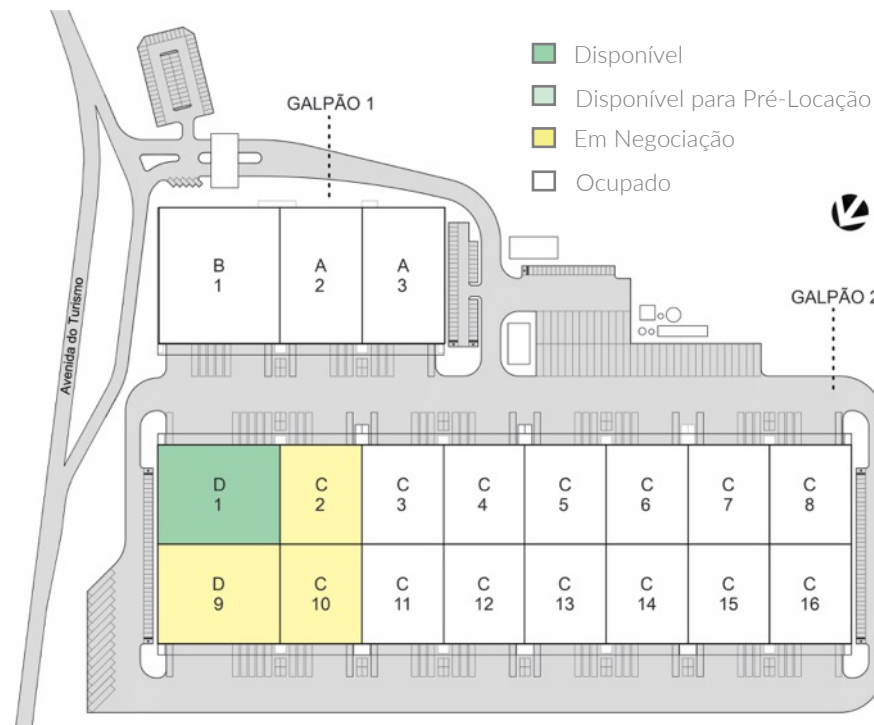 Disponível
Disponível para Pré-Locação
Em Negociação
Ocupado
GALPÃO 1
B
1
A
2
A
3
Avenida do Turismo
GALPÃO 2
D
1
C
2
C
3
C
4
C
5
C
6
C
7
C
8
D
9
C
10
C
11
C
12
C
13
C
14
C
15
C
16